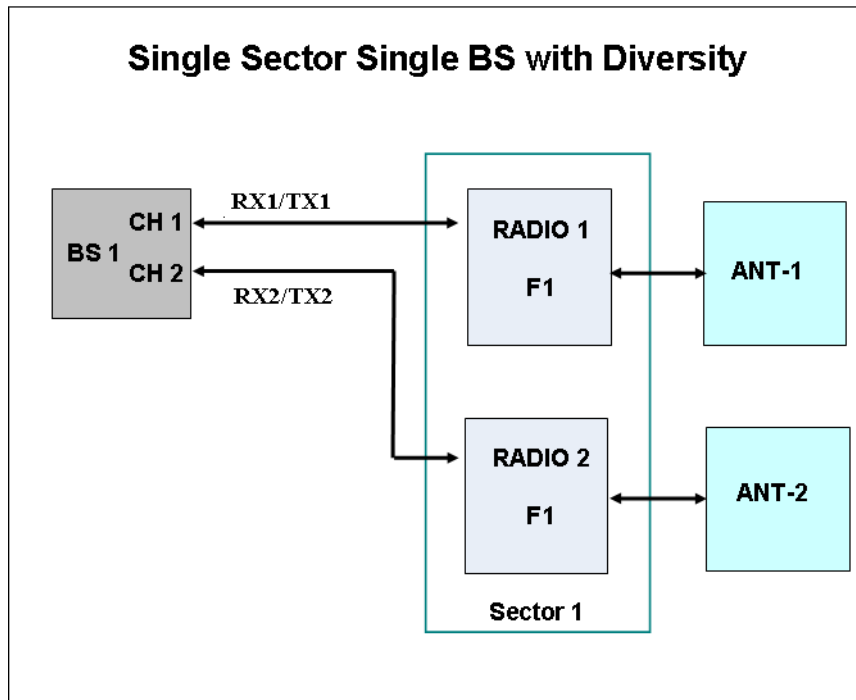 Single Sector Single BS with Diversity
RX1/TX1
CH 1
BS 1
CH 2
RX2/TX2
RADIO 1
F1
ANT-1
RADIO 2
F1
ANT-2
Sector 1